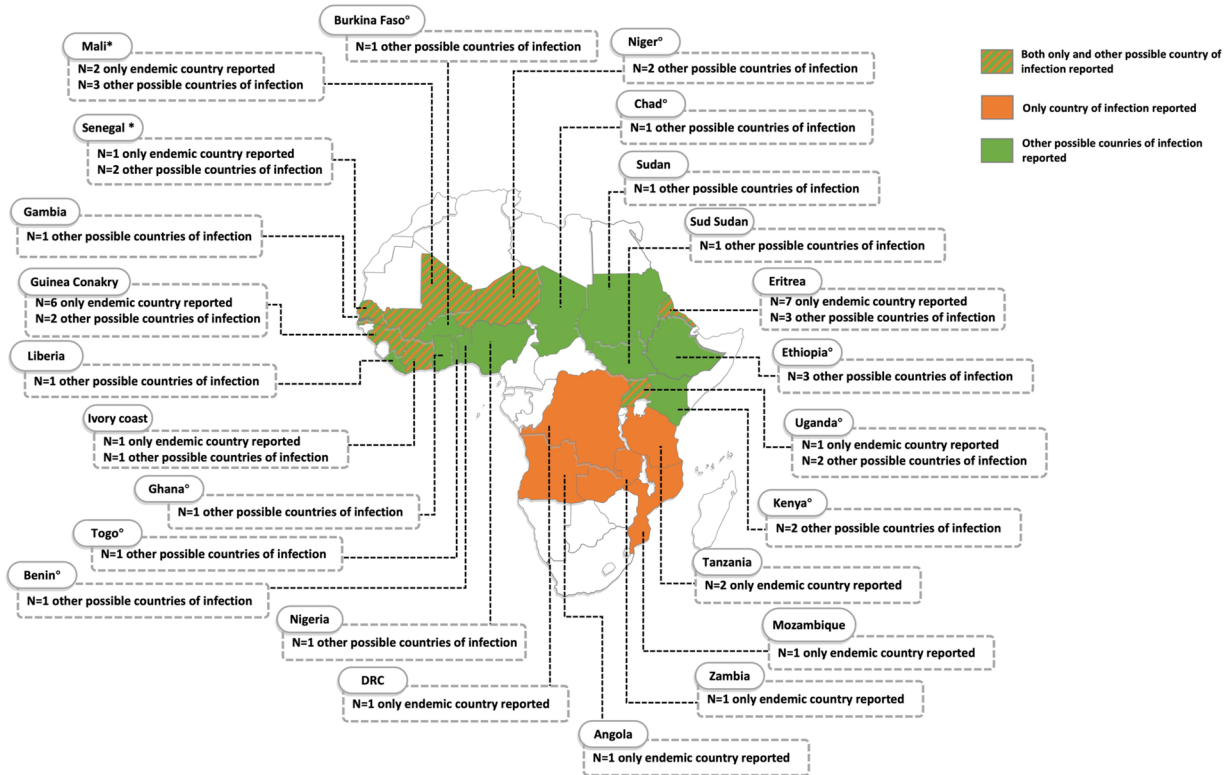 Burkina Faso°
N=1 other possible countries of infection
Mali*
N=2 only endemic country reported
N=3 other possible countries of infection
Senegal *
N=1 only endemic country reported
N=2 other possible countries of infection
Gambia
N=1 other possible countries of infection
Guinea Conakry
N=6 only endemic country reported
N=2 other possible countries of infection
Liberia
N=1 other possible countries of infection
Ivory coast
N=1 only endemic country reported
N=1 other possible countries of infection
Ghana°
N=1 other possible countries of infection
Togo°
N=1 other possible countries of infection
Benin°
N=1 other possible countries of infection
Nigeria
N=1 other possible countries of infection
DRC
N=1 only endemic country reported
Angola
N=1 only endemic country reported
Niger°
N=2 other possible countries of infection
Chad°
N=1 other possible countries of infection
Sudan
N=1 other possible countries of infection
Sud Sudan
N=1 other possible countries of infection
Eritrea
N=7 only endemic country reported
N=3 other possible countries of infection
Ethiopia°
N=3 other possible countries of infection
Uganda°
N=1 only endemic country reported
N=2 other possible countries of infection
Kenya°
N=2 other possible countries of infection
Tanzania
N=2 only endemic country reported
Mozambique
N=1 only endemic country reported
Zambia
N=1 only endemic country reported
Both only and other possible country of
infection reported
Only country of infection reported
Other possible counries of infection
reported